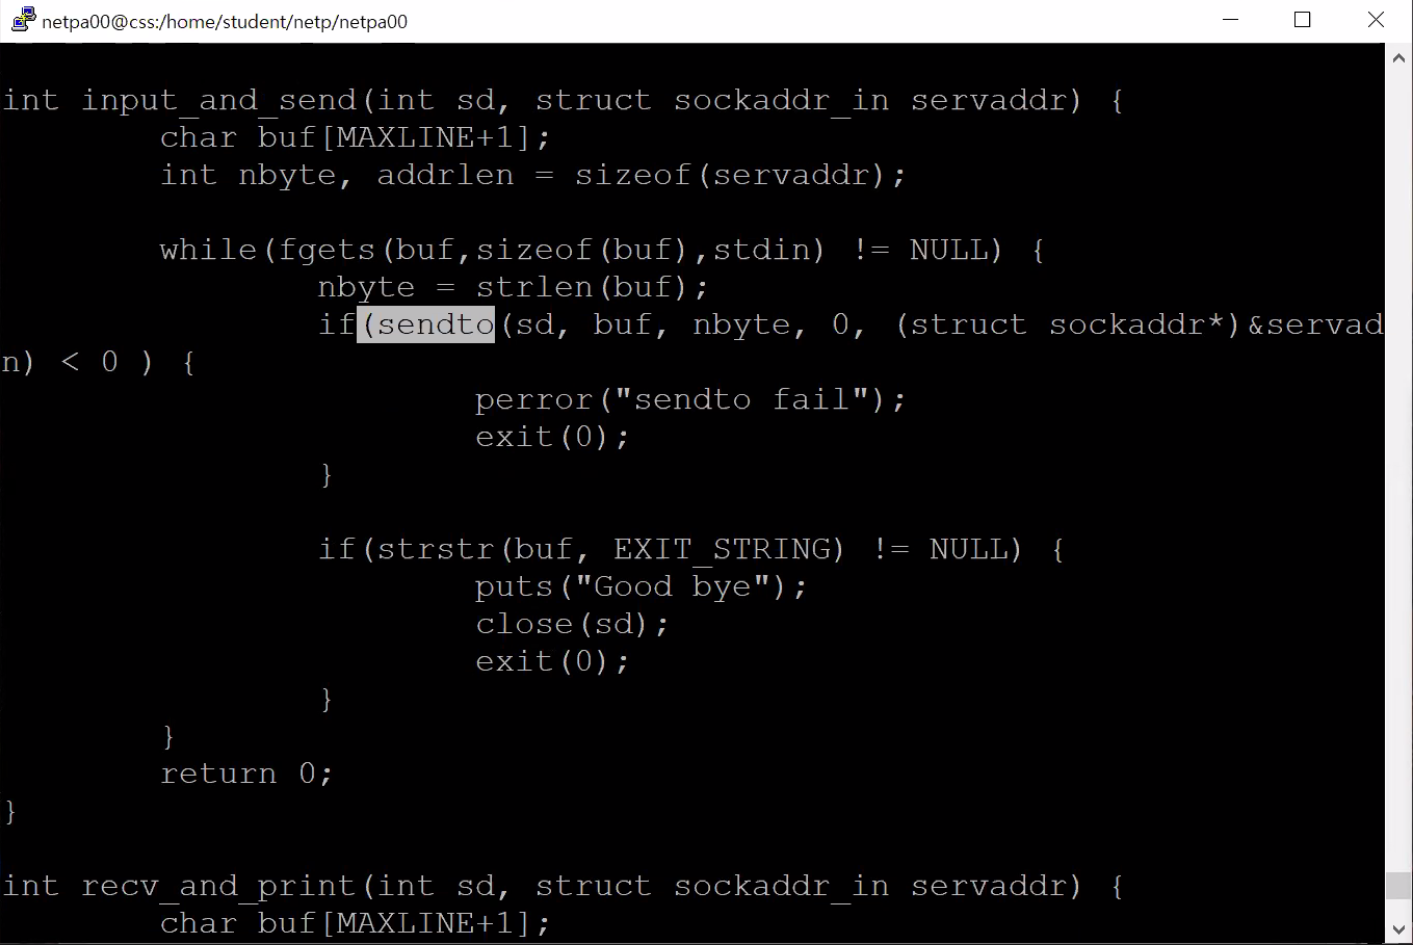 netpa00@css:/home/student/netp/netpa00
int input_and_send(int sd, struct sockaddr_in servaddr) {
char buf[MAXLINE+1];
int nbyte, addrlen = sizeof(servaddr);
while(fgets(buf,sizeof(buf),stdin) != NULL) {
nbyte = strlen(buf);
if(sendto(sd, buf, nbyte, 0, (struct sockaddr*)&servad
n) < 0 ) {
perror("sendto fail");
exit(0);
}
if(strstr(buf, EXIT_STRING) != NULL) {
puts("Good bye");
close(sd);
exit(0);
}
}
return 0;
}
int recv_and_print(int sd, struct sockaddr_in servaddr) {
char buf[MAXLINE+1];